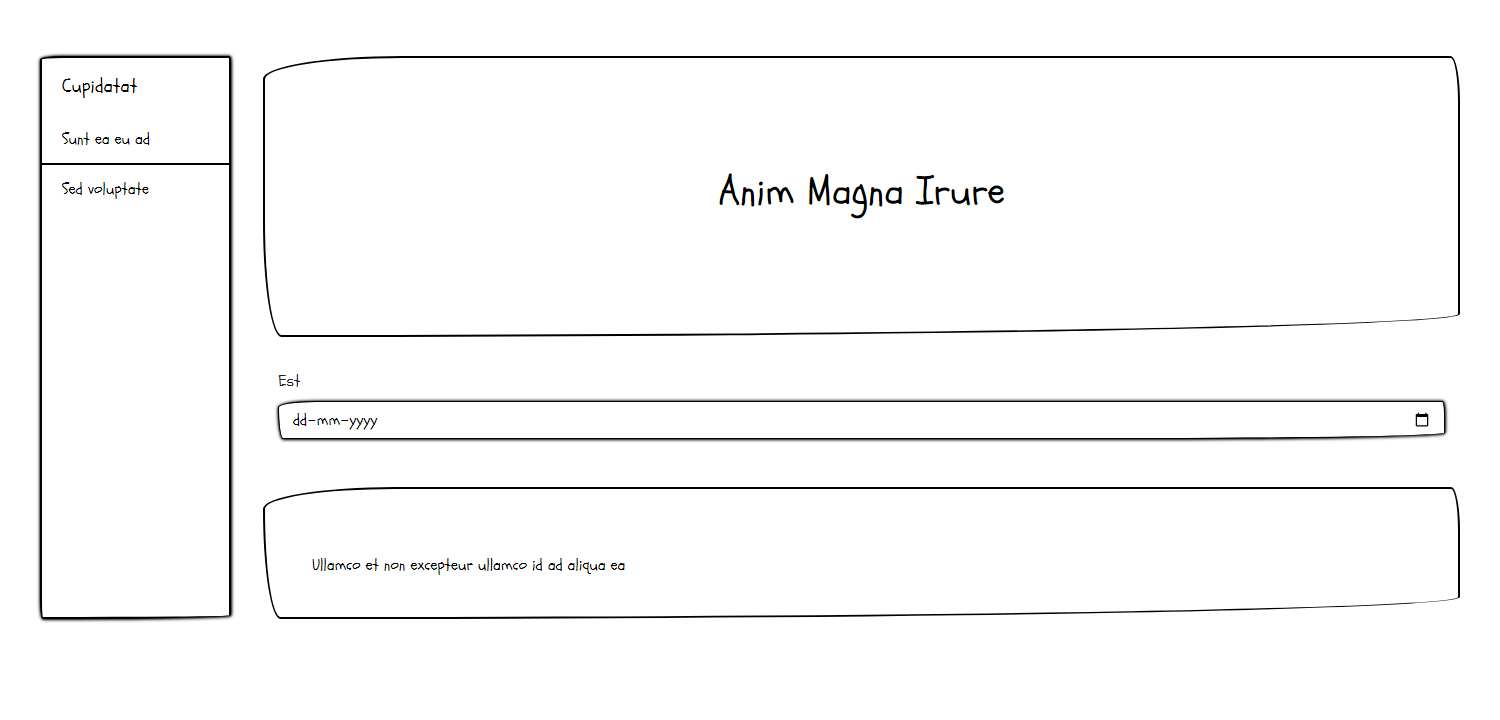 Cupidatat
Sunt ea eu ad
Sed voluptate
Anim Magna Irure
Est
dd-mm-yyyy
Ullamco et non excepteur ullamco id ad aliqua ea